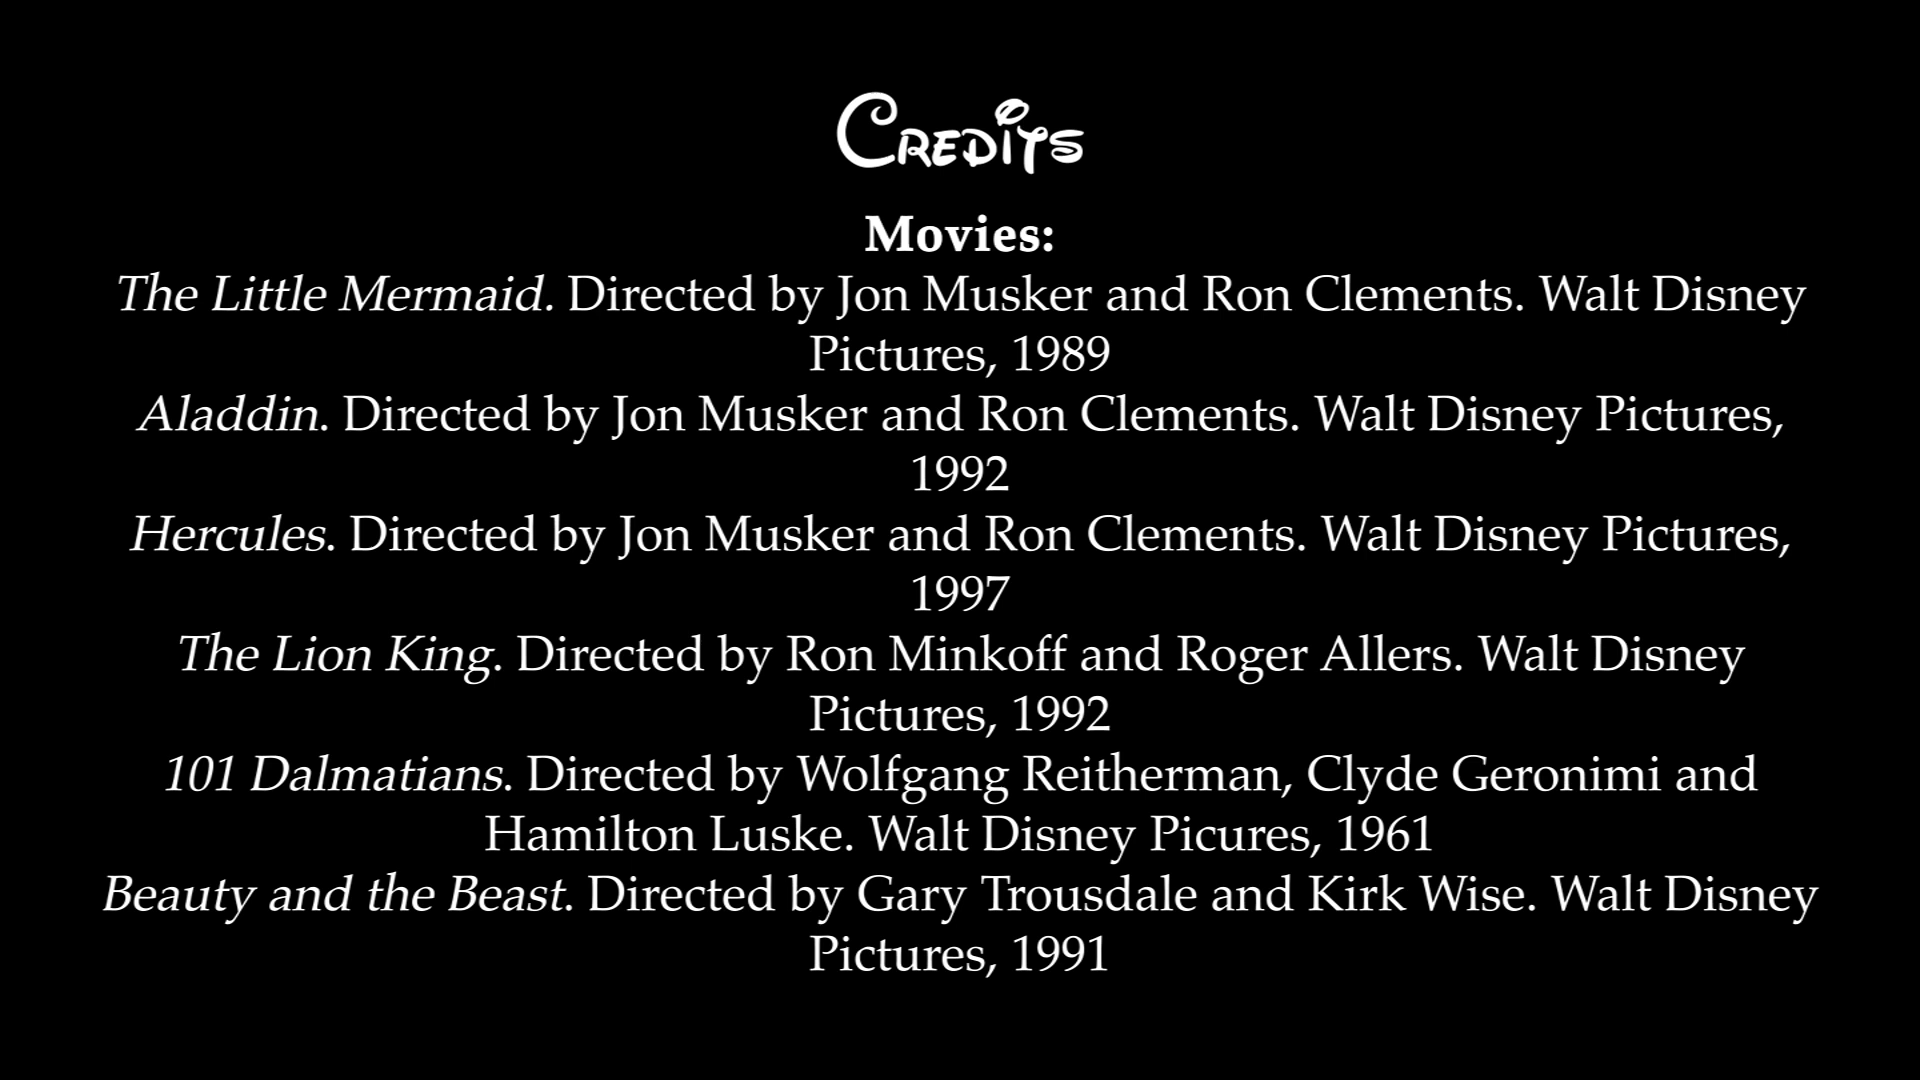 Credits
Movies:
The Little Mermaid. Directed by Jon Musker and Ron Clements. Walt Disney
Pictures, 1989
Aladdin. Directed by Jon Musker and Ron Clements. Walt Disney Pictures,
1992
Hercules. Directed by Jon Musker and Ron Clements. Walt Disney Pictures,
1997
The Lion King. Directed by Ron Minkoff and Roger Allers. Walt Disney
Pictures, 1992
101 Dalmatians. Directed by Wolfgang Reitherman, Clyde Geronimi and
Hamilton Luske. Walt Disney Picures, 1961
Beauty and the Beast. Directed by Gary Trousdale and Kirk Wise. Walt Disney
Pictures, 1991